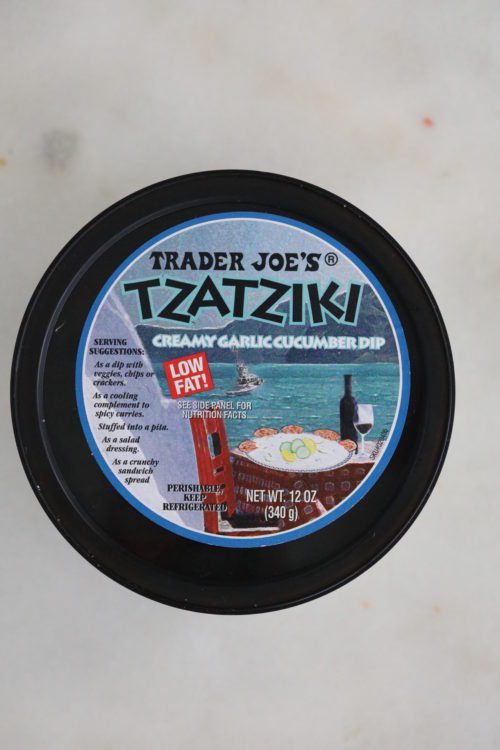 TRADER JOE'S®
TZATZIKI
CREAMY GARLIC CUCUMBER DIP
SERVING
SUGGESTIONS:
As a dip with
veggies, chips or
crackers.
As a cooling
complement to
spicy curries.
Stuffed into a pita.
As a salad
dressing.
As a crunchy
sandwich
spread
LOW
FAT!
SEE SIDE PANEL FOR
NUTRITION FACTS
PERISHABLE,
KEEP
REFRIGERATED
NET WT. 12 OZ
(340 g)